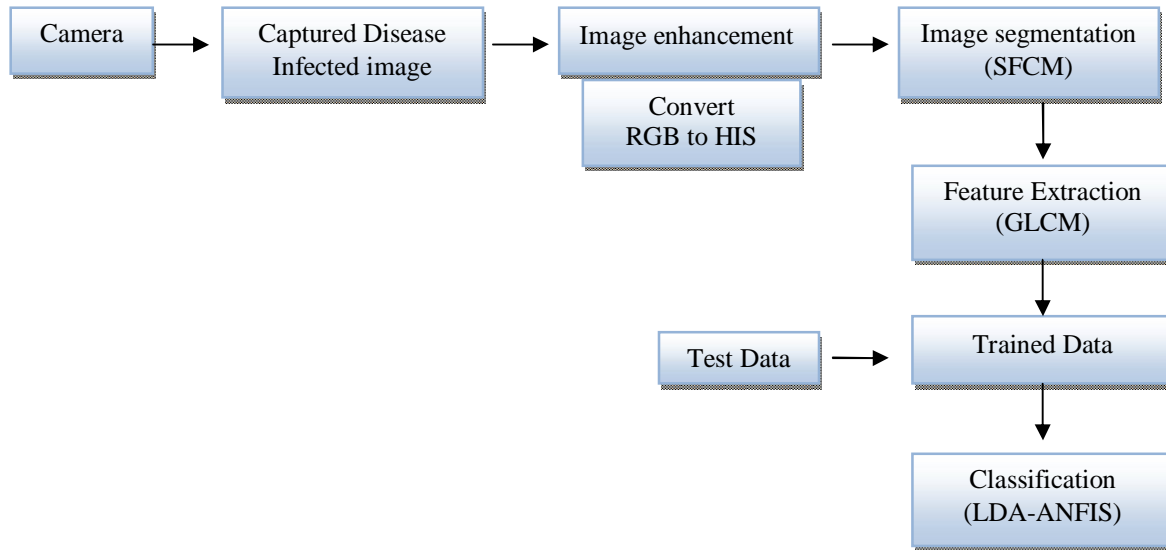 Camera
Captured Disease
Infected image
Image enhancement
Convert
RGB to HIS
Image segmentation
(SFCM)
Feature Extraction
(GLCM)
Test Data
Trained Data
Classification
(LDA-ANFIS)